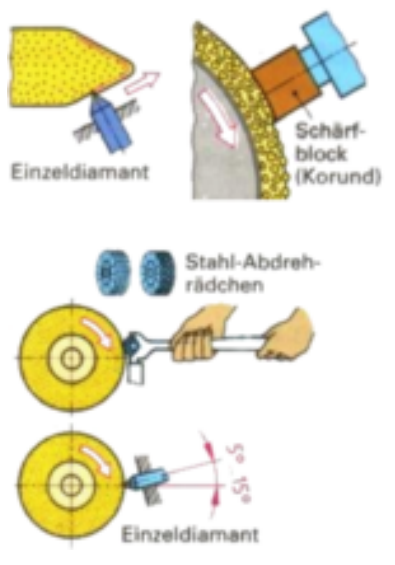 Einzeldiamant
Schärf-
block
(Korund)
Stahl-Abdreh-
rädchen
5°
15°
Einzeldiamant